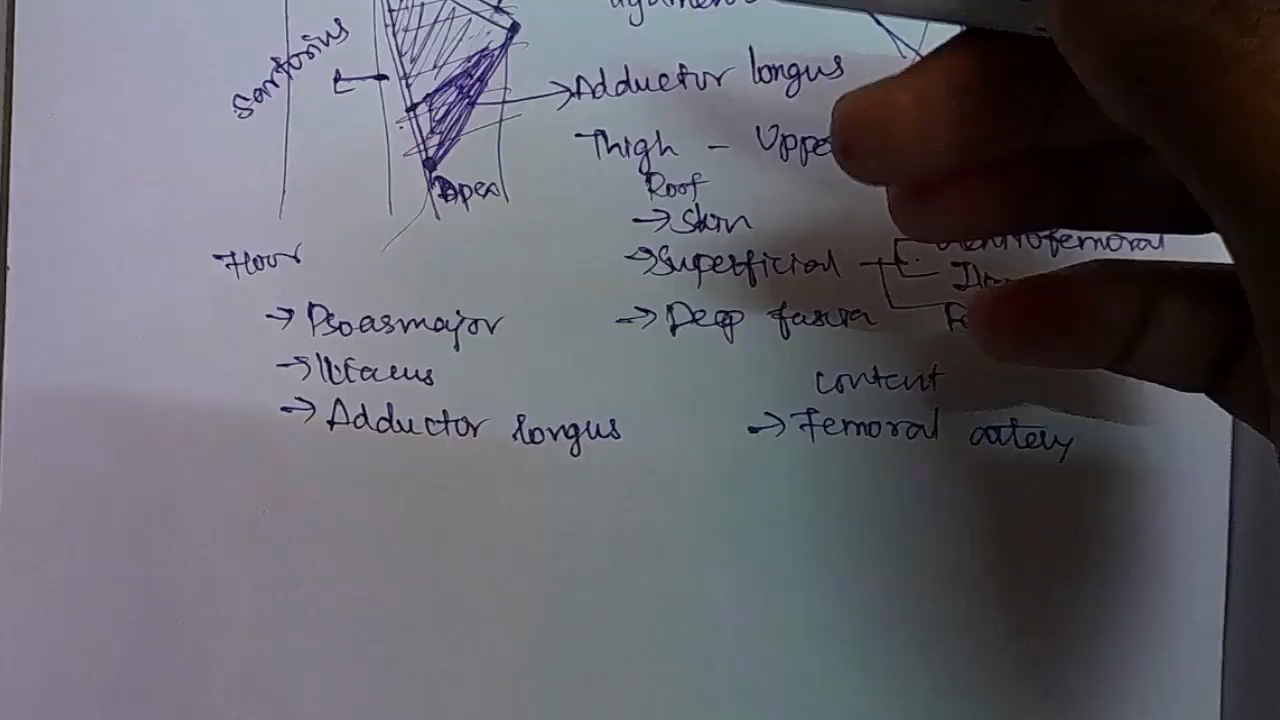 Sartorius
Adductor longus
Thigh - Uppe
Apex
Roof
→ Skin
Floor
→ Superficial
→ Psoasmajor
→ Deep fascia
→ Iliacus
content
→ Adductor longus
→ Femoral artery